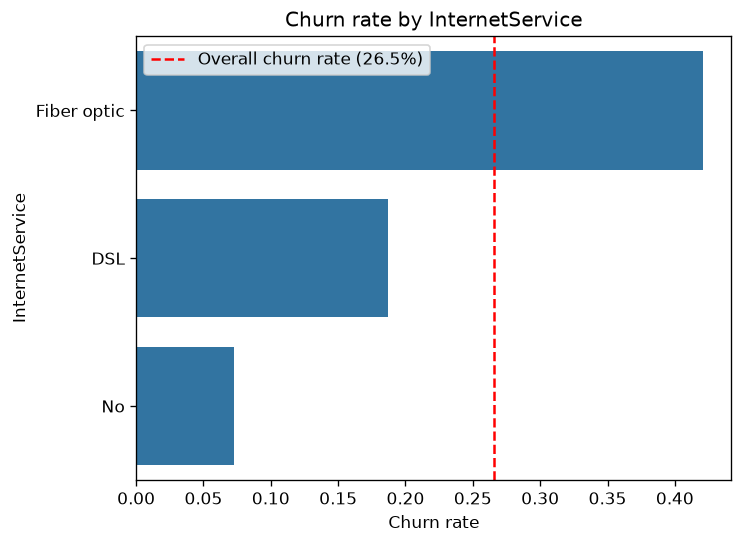 Churn rate by InternetService
Overall churn rate (26.5%)
Fiber optic
DSL
No
InternetService
0.00 0.05 0.10 0.15 0.20 0.25 0.30 0.35 0.40
Churn rate